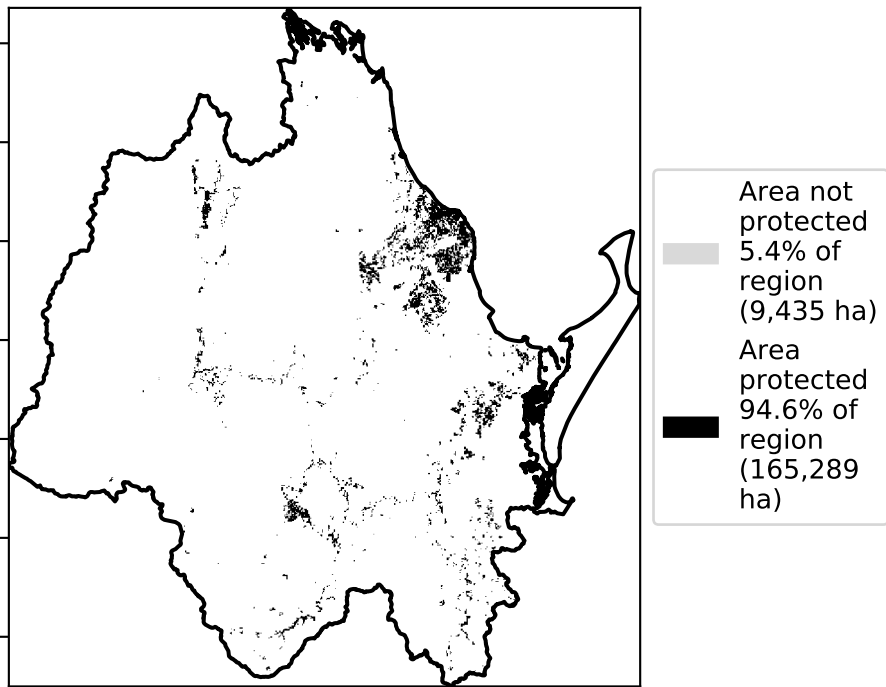 Area not
protected
5.4% of
region
(9,435 ha)
Area
protected
94.6% of
region
(165,289
ha)